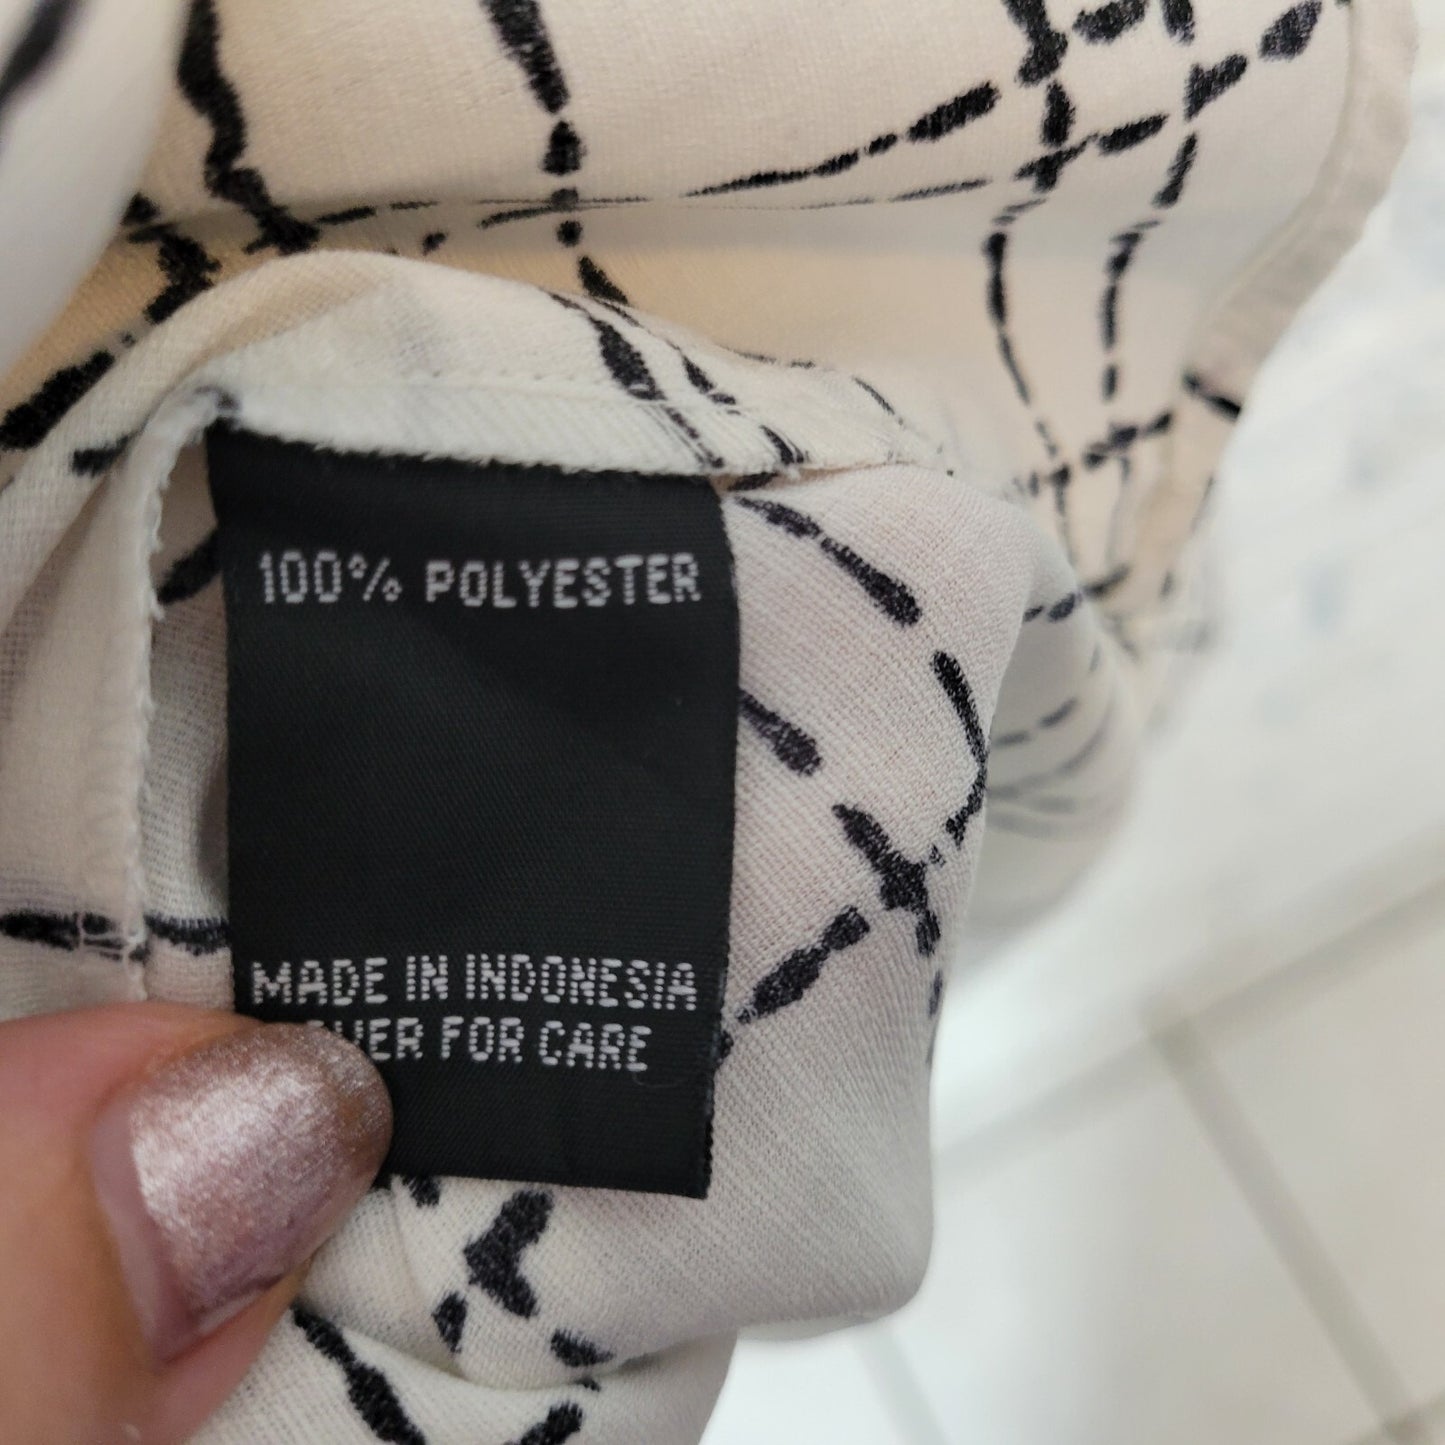 100% POLYESTER
MADE IN INDONESIA
FOR CARE